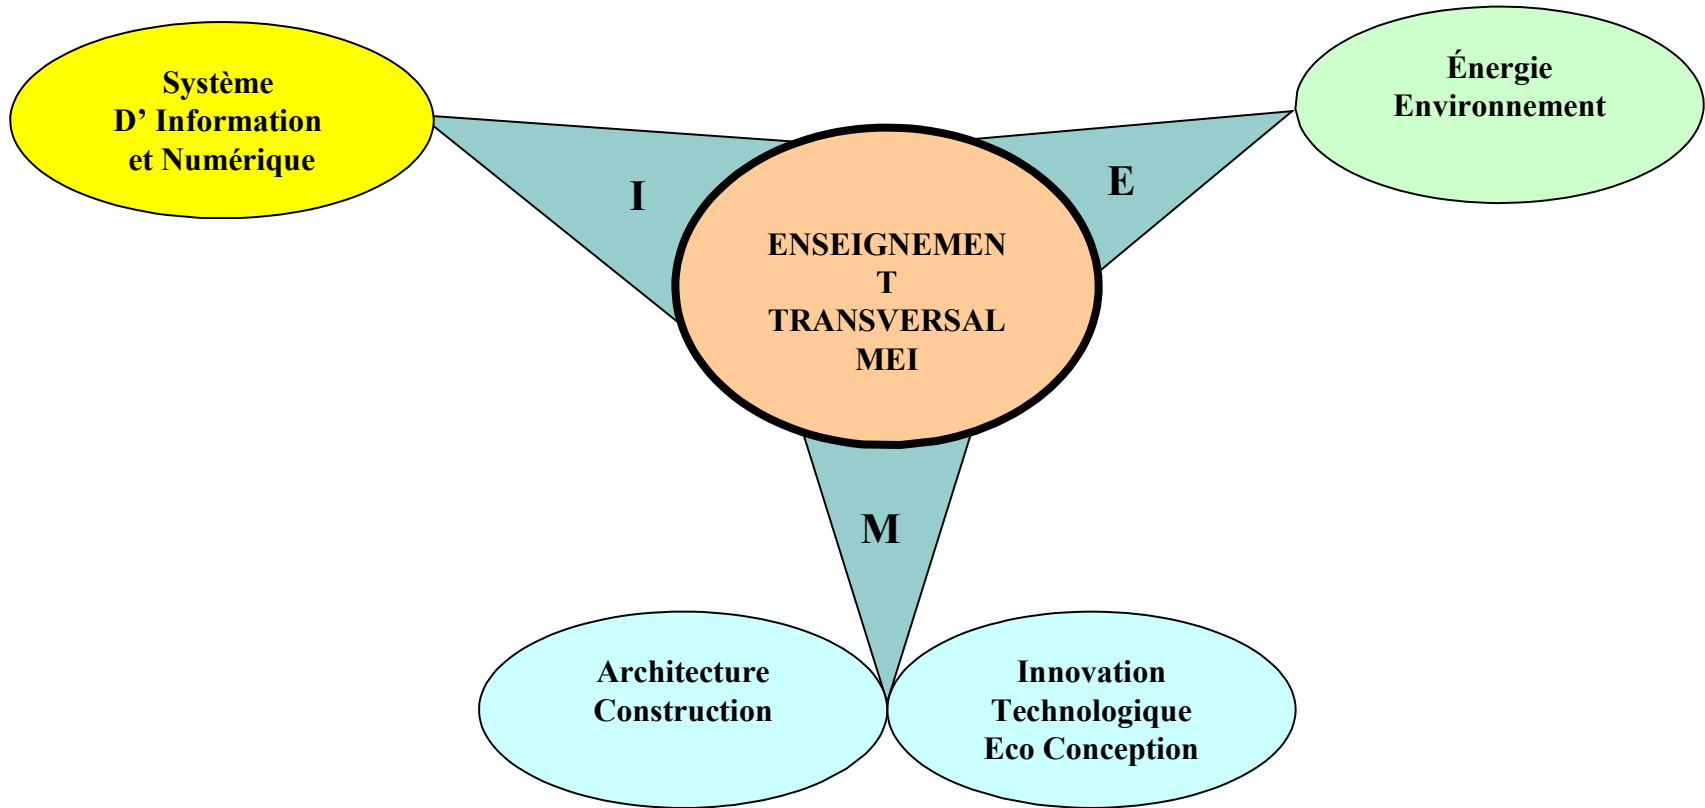 Système
D’ Information
et Numérique
Énergie
Environnement
I
E
ENSEIGNEMEN
T
TRANSVERSAL
MEI
M
Architecture
Construction
Innovation
Technologique
Eco Conception